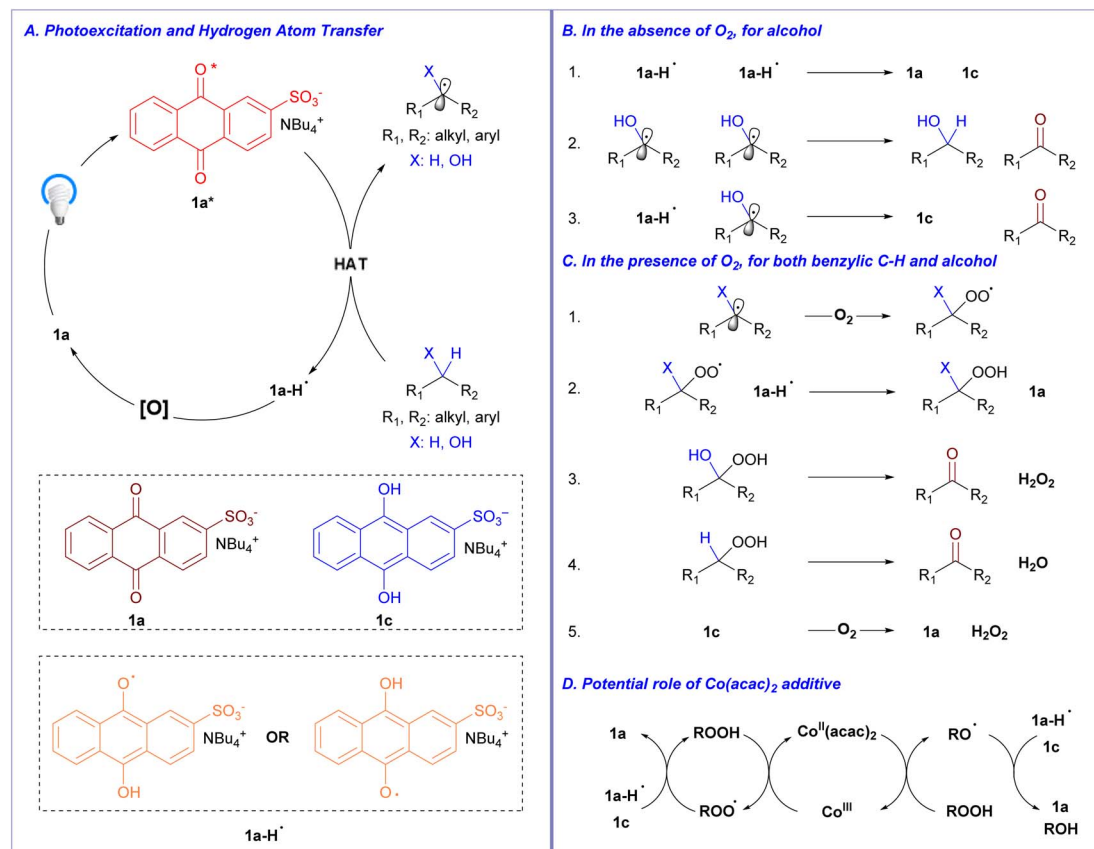 A. Photoexcitation and Hydrogen Atom Transfer
O *
SO₃⁻
NBu₄⁺
O
1a*
X
R₁ R₂
R₁, R₂: alkyl, aryl
X: H, OH
HAT
1a
[O]
1a-H˙
X H
R₁ R₂
R₁, R₂: alkyl, aryl
X: H, OH
O
SO₃⁻
NBu₄⁺
O
1a
OH
SO₃⁻
NBu₄⁺
OH
1c
O˙
SO₃⁻
NBu₄⁺
OH
OR
OH
SO₃⁻
NBu₄⁺
O•
1a-H˙
B. In the absence of O₂, for alcohol
1. 1a-H˙ 1a-H˙ 1a 1c
2. HO R₁ R₂ HO R₁ R₂ HO H R₁ R₂ O R₁ R₂
3. 1a-H˙ HO R₁ R₂ 1c O R₁ R₂
C. In the presence of O₂, for both benzylic C-H and alcohol
1. X R₁ R₂ O₂ X OO˙ R₁ R₂
2. X OO˙ R₁ R₂ 1a-H˙ X OOH R₁ R₂ 1a
3. HO OOH R₁ R₂ O R₁ R₂ H₂O₂
4. H OOH R₁ R₂ O R₁ R₂ H₂O
5. 1c O₂ 1a H₂O₂
D. Potential role of Co(acac)₂ additive
1a ROOH Coᴵᴵ(acac)₂ RO˙ 1a-H˙
1c
1a-H˙
1c ROO˙ Coᴵᴵᴵ ROOH 1a
ROH